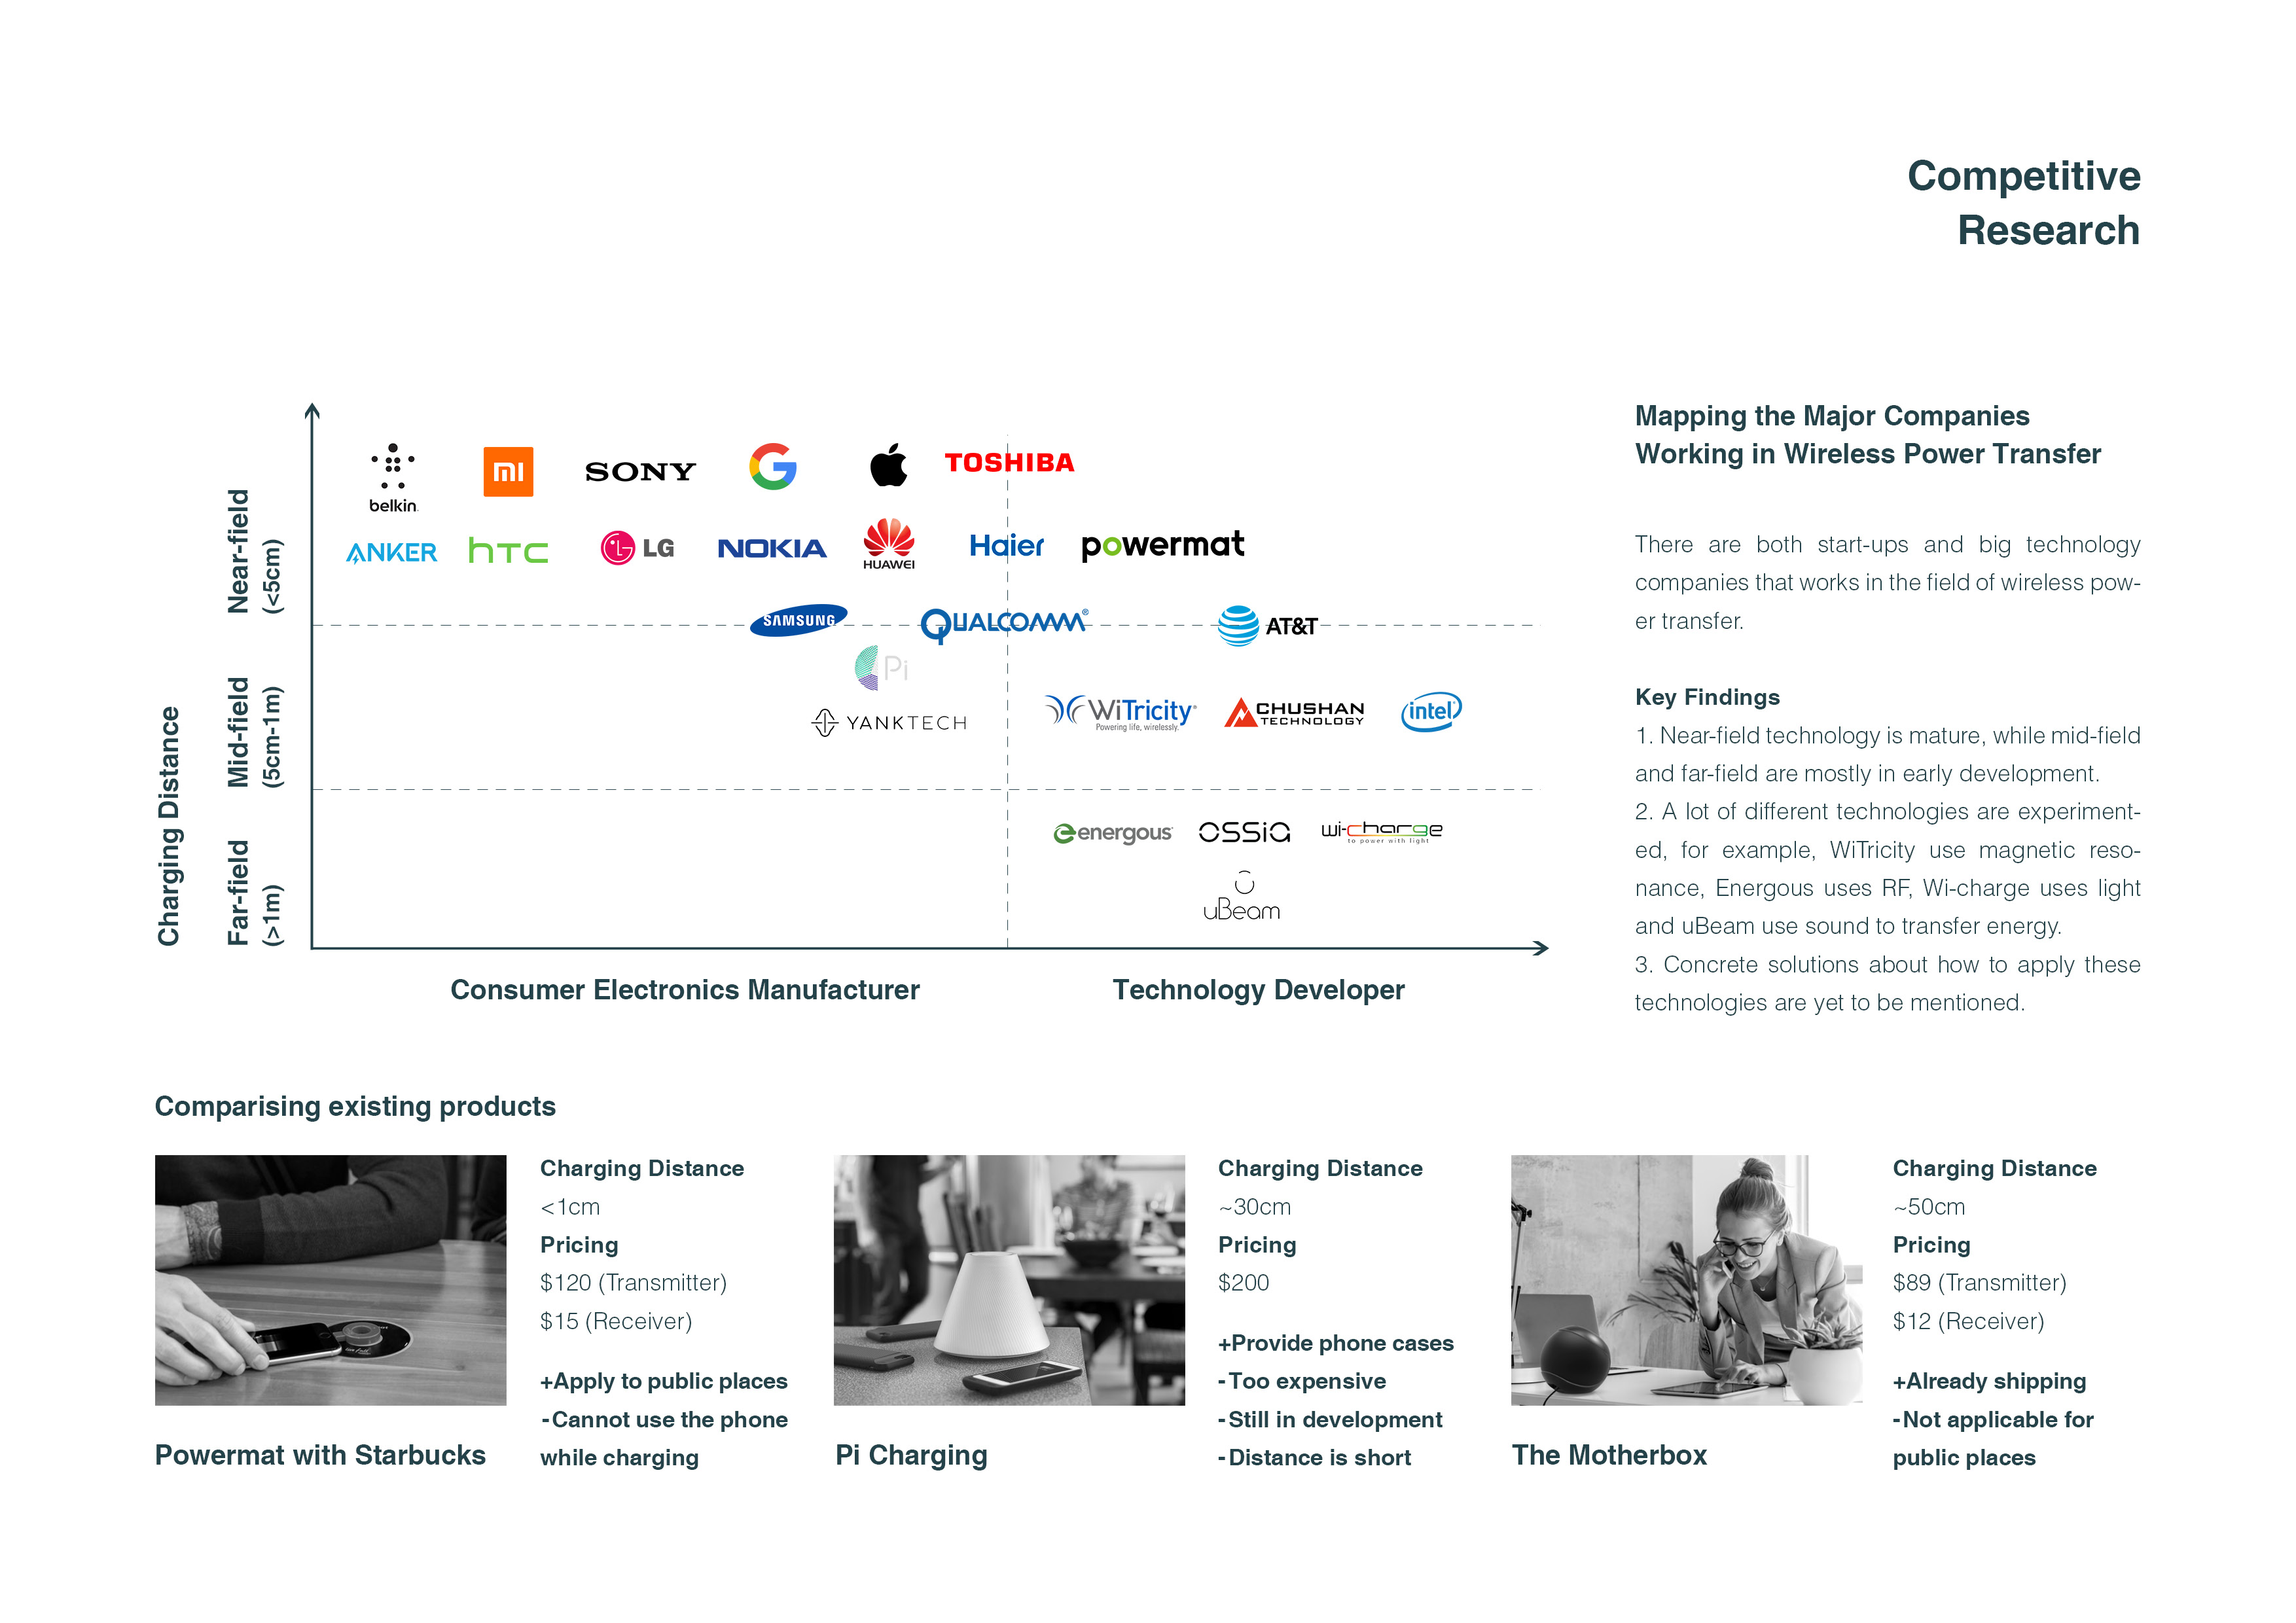 Competitive
Research
Charging Distance
Near-field
(<5cm)
Mid-field
(5cm-1m)
Far-field
(>1m)
belkin
mi
SONY
G
TOSHIBA
ANKER
hTC
LG
NOKIA
HUAWEI
Haier
powermat
SAMSUNG
QUALCOMM®
AT&T
Pi
YANKTECH
WiTricity
Powering life, wirelessly.
CHUSHAN
TECHNOLOGY
intel
energous
OSSIA
wi-charge
to power with light
uBeam
Consumer Electronics Manufacturer
Technology Developer
Mapping the Major Companies
Working in Wireless Power Transfer
There are both start-ups and big technology
companies that works in the field of wireless pow-
er transfer.
Key Findings
1. Near-field technology is mature, while mid-field
and far-field are mostly in early development.
2. A lot of different technologies are experiment-
ed, for example, WiTricity use magnetic reso-
nance, Energous uses RF, Wi-charge uses light
and uBeam use sound to transfer energy.
3. Concrete solutions about how to apply these
technologies are yet to be mentioned.
Comparising existing products
Charging Distance
<1cm
Pricing
$120 (Transmitter)
$15 (Receiver)
+Apply to public places
-Cannot use the phone
while charging
Powermat with Starbucks
Charging Distance
~30cm
Pricing
$200
+Provide phone cases
-Too expensive
-Still in development
-Distance is short
Pi Charging
Charging Distance
~50cm
Pricing
$89 (Transmitter)
$12 (Receiver)
+Already shipping
-Not applicable for
public places
The Motherbox